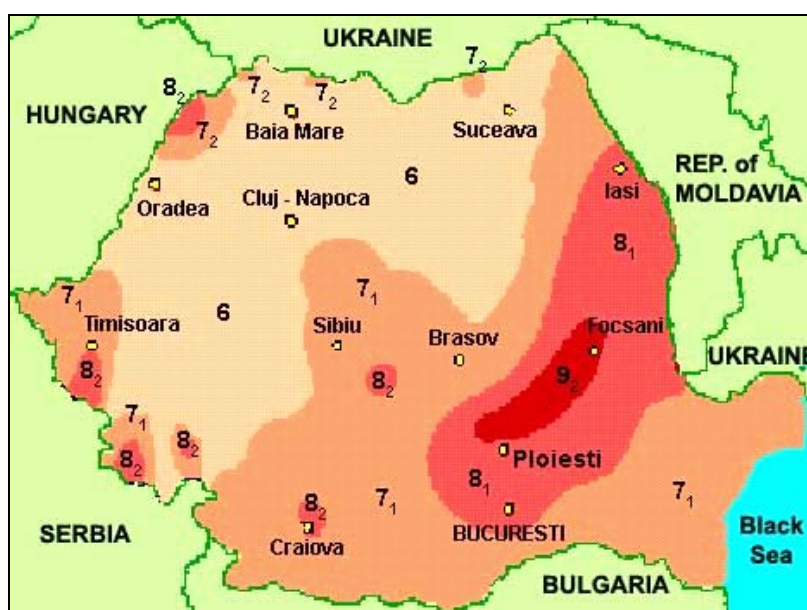 UKRAINE
7₂
8₂
7₂
7₂
HUNGARY
7₂
Baia Mare
Suceava
REP. of
MOLDAVIA
Iasi
6
Oradea
Cluj - Napoca
8₁
7₁
7₁
6
Timisoara
Sibiu
Brasov
Focsani
UKRAINE
8₂
8₂
9₂
7₁
8₂
8₂
Ploiesti
8₁
7₁
7₁
8₂
SERBIA
Craiova
BUCURESTI
Black
Sea
BULGARIA